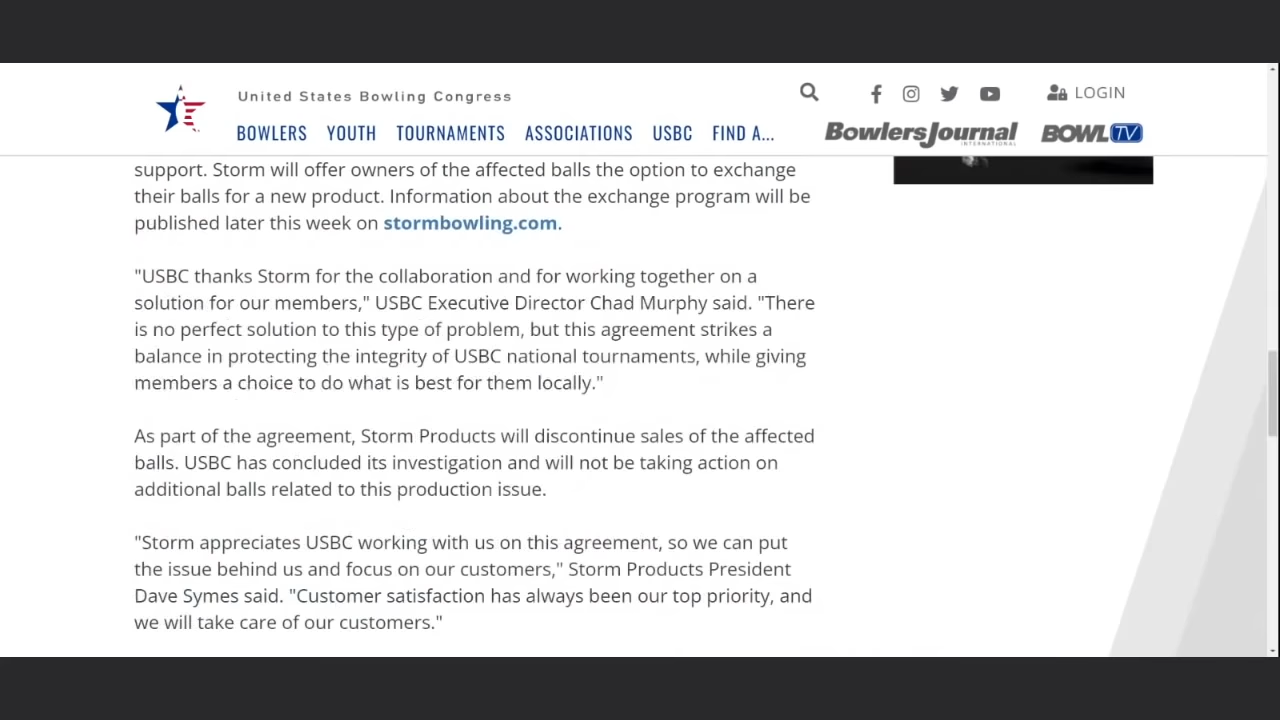 United States Bowling Congress
LOGIN
BOWLERS YOUTH TOURNAMENTS ASSOCIATIONS USBC FIND A...
BowlersJournal
INTERNATIONAL
BOWL TV
support. Storm will offer owners of the affected balls the option to exchange
their balls for a new product. Information about the exchange program will be
published later this week on stormbowling.com.
"USBC thanks Storm for the collaboration and for working together on a
solution for our members," USBC Executive Director Chad Murphy said. "There
is no perfect solution to this type of problem, but this agreement strikes a
balance in protecting the integrity of USBC national tournaments, while giving
members a choice to do what is best for them locally."
As part of the agreement, Storm Products will discontinue sales of the affected
balls. USBC has concluded its investigation and will not be taking action on
additional balls related to this production issue.
"Storm appreciates USBC working with us on this agreement, so we can put
the issue behind us and focus on our customers," Storm Products President
Dave Symes said. "Customer satisfaction has always been our top priority, and
we will take care of our customers."